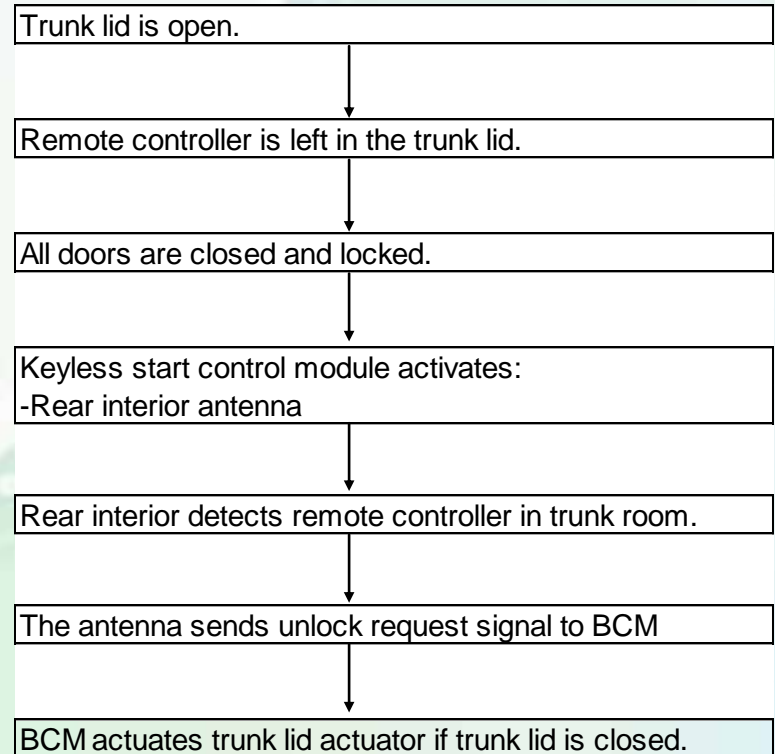 Trunk lid is open.
Remote controller is left in the trunk lid.
All doors are closed and locked.
Keyless start control module activates:
-Rear interior antenna
Rear interior detects remote controller in trunk room.
The antenna sends unlock request signal to BCM
BCM actuates trunk lid actuator if trunk lid is closed.